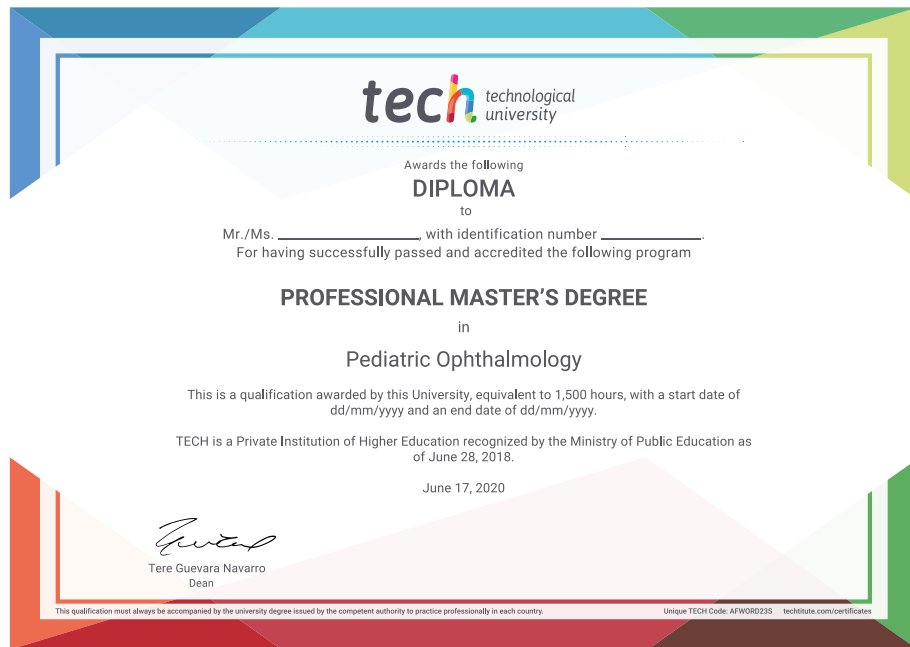 tech technological
university
Awards the following
DIPLOMA
to
Mr./Ms. ____________________, with identification number ______________.
For having successfully passed and accredited the following program
PROFESSIONAL MASTER'S DEGREE
in
Pediatric Ophthalmology
This is a qualification awarded by this University, equivalent to 1,500 hours, with a start date of
dd/mm/yyyy and an end date of dd/mm/yyyy.
TECH is a Private Institution of Higher Education recognized by the Ministry of Public Education as
of June 28, 2018.
June 17, 2020
Tere Guevara Navarro
Dean
This qualification must always be accompanied by the university degree issued by the competent authority to practice professionally in each country.
Unique TECH Code: AFWORD23S techtitute.com/certificates